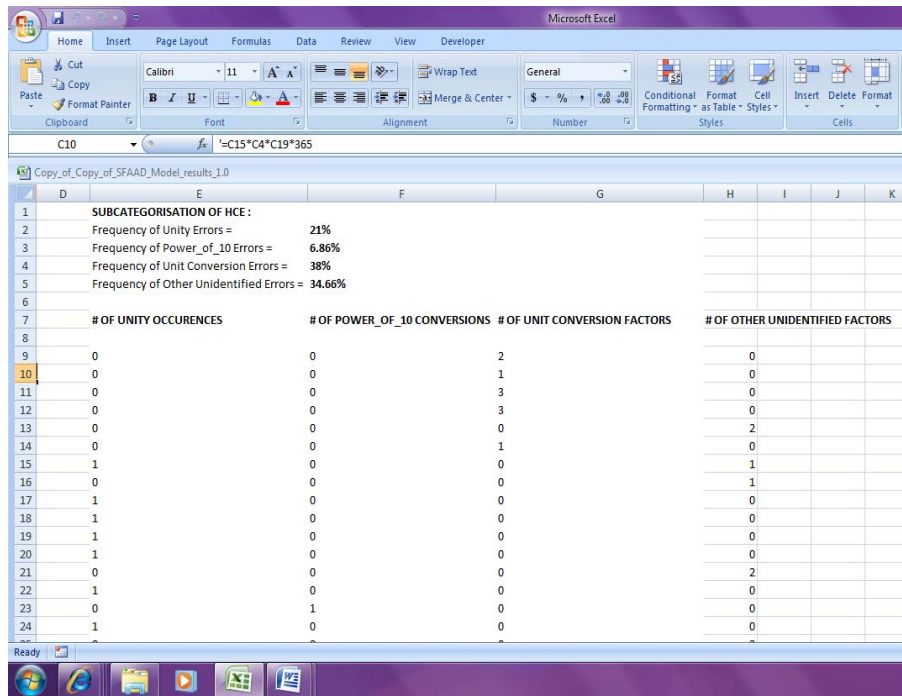 Microsoft Excel
Home Insert Page Layout Formulas Data Review View Developer
Cut
Copy
Paste
Format Painter
Clipboard
Calibri 11 A A
B I U A
Font
Wrap Text
Merge & Center
Alignment
General
$ % ,
Number
Conditional Formatting
Format as Table
Cell Styles
Styles
Insert Delete Format
Cells
C10 fx '=C15*C4*C19*365
Copy_of_Copy_of_SFAAD_Model_results_1.0
D E F G H I J K
1 SUBCATEGORISATION OF HCE :
2 Frequency of Unity Errors = 21%
3 Frequency of Power_of_10 Errors = 6.86%
4 Frequency of Unit Conversion Errors = 38%
5 Frequency of Other Unidentified Errors = 34.66%
6
7 # OF UNITY OCCURENCES # OF POWER_OF_10 CONVERSIONS # OF UNIT CONVERSION FACTORS # OF OTHER UNIDENTIFIED FACTORS
8
9 0 0 2 0
10 0 0 1 0
11 0 0 3 0
12 0 0 3 0
13 0 0 0 2
14 0 0 1 0
15 1 0 0 1
16 0 0 0 1
17 1 0 0 0
18 1 0 0 0
19 1 0 0 0
20 1 0 0 0
21 0 0 0 2
22 1 0 0 0
23 0 1 0 0
24 1 0 0 0
Ready